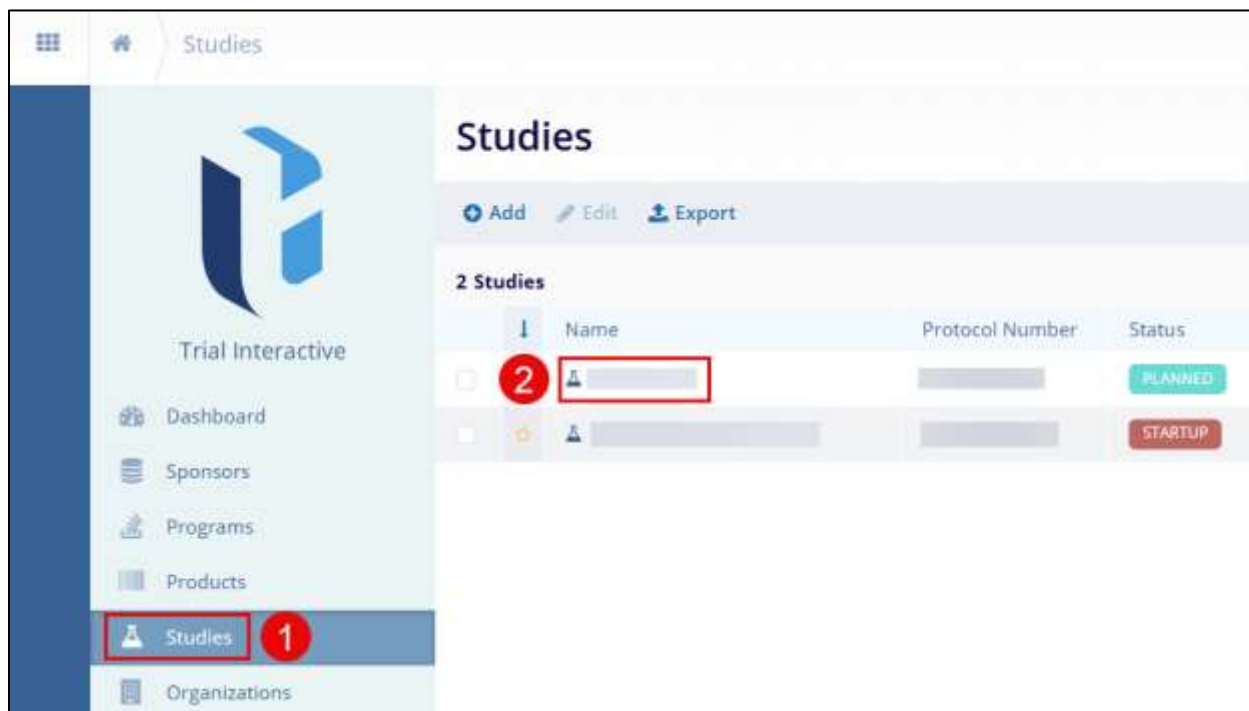 Studies
Trial Interactive
Dashboard
Sponsors
Programs
Products
Studies 1
Organizations
Studies
Add Edit Export
2 Studies
Name Protocol Number Status
2 PLANNED
STARTUP